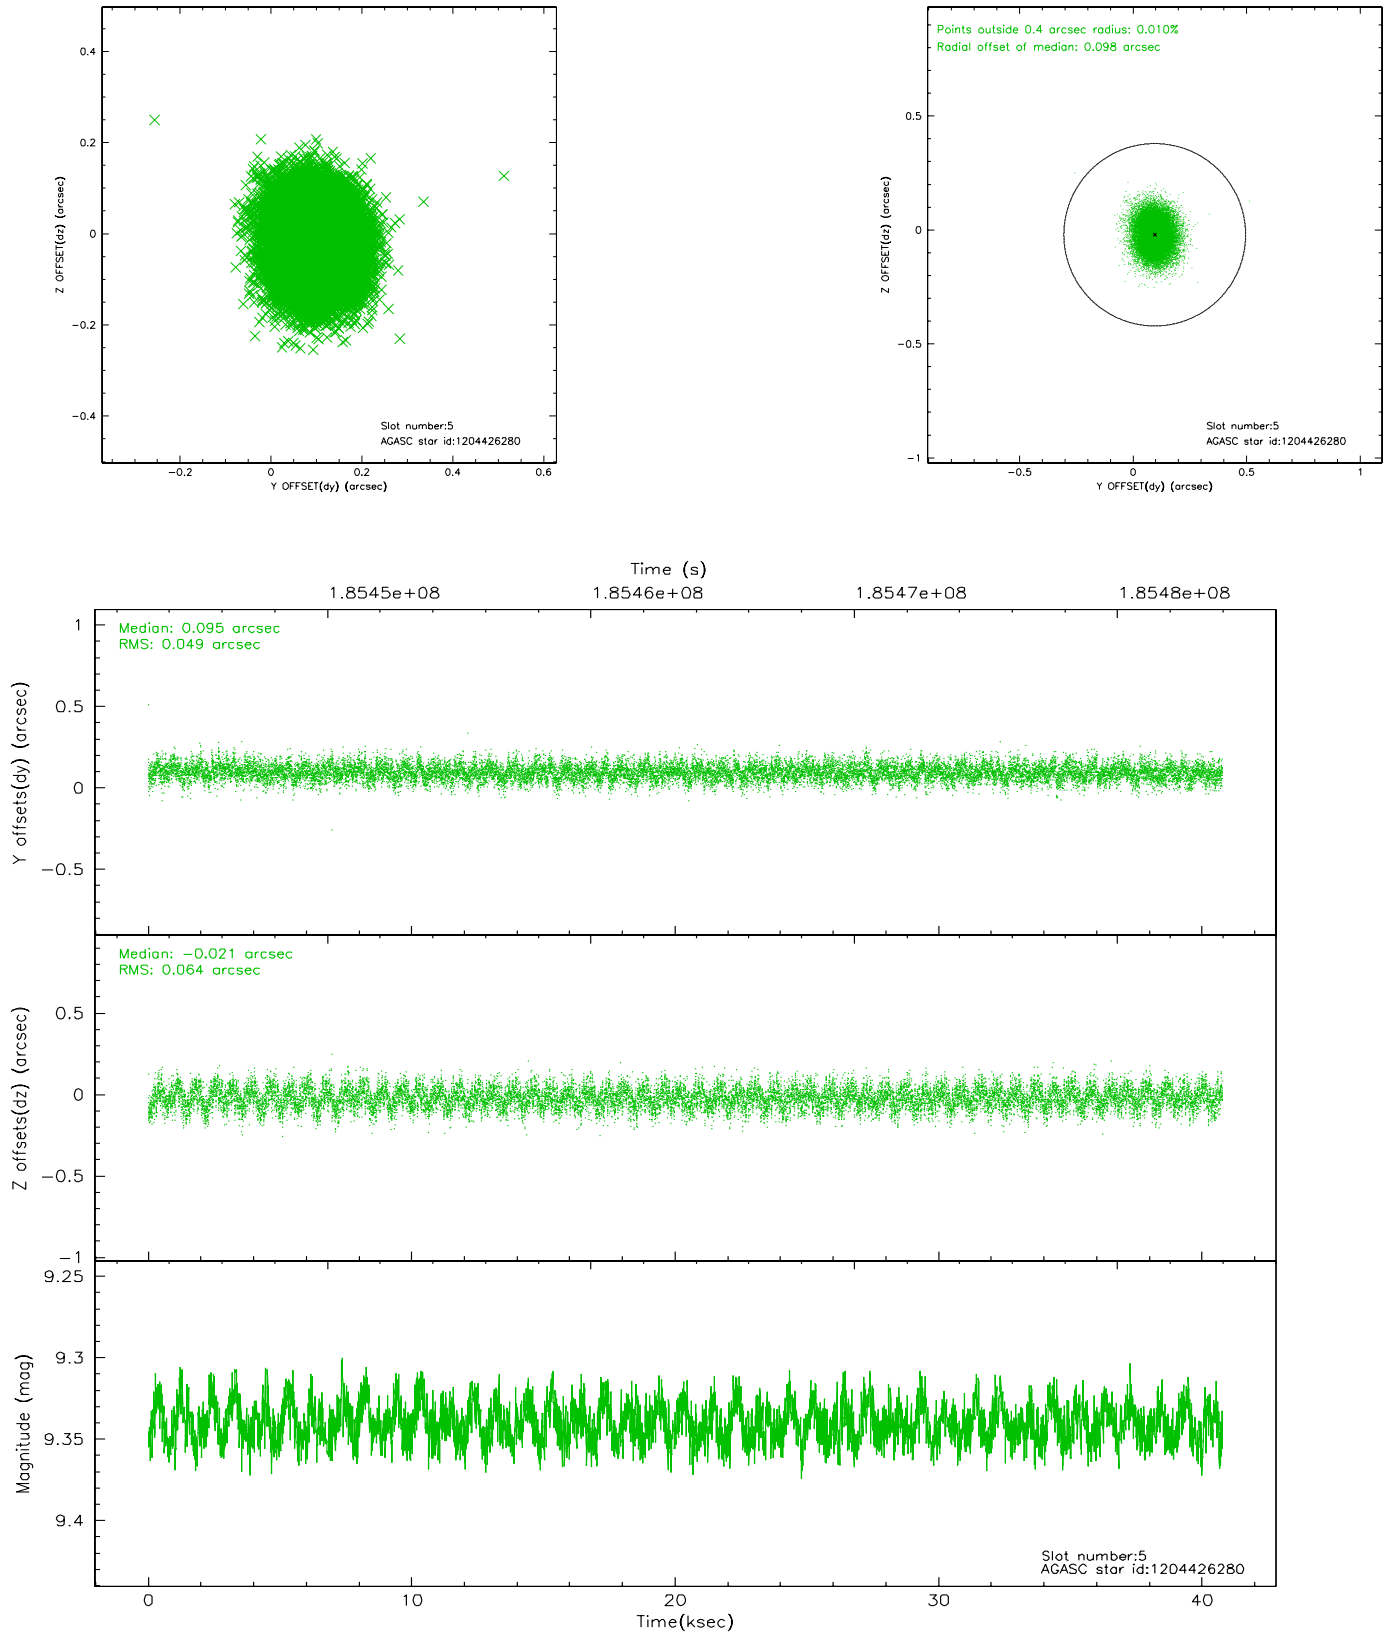 0.4
0.2
0
−0.2
−0.4
Z OFFSET(dz) (arcsec)
Slot number:5
AGASC star id:1204426280
−0.2
0
0.2
0.4
0.6
Y OFFSET(dy) (arcsec)
Points outside 0.4 arcsec radius: 0.010%
Radial offset of median: 0.098 arcsec
0.5
0
−0.5
−1
Z OFFSET(dz) (arcsec)
Slot number:5
AGASC star id:1204426280
−0.5
0
0.5
1
Y OFFSET(dy) (arcsec)
Time (s)
1.8545e+08
1.8546e+08
1.8547e+08
1.8548e+08
Median: 0.095 arcsec
RMS: 0.049 arcsec
1
0.5
0
−0.5
Y offsets(dy) (arcsec)
Median: −0.021 arcsec
RMS: 0.064 arcsec
0.5
0
−0.5
−1
Z offsets(dz) (arcsec)
9.25
9.3
9.35
9.4
Magnitude (mag)
Slot number:5
AGASC star id:1204426280
0
10
20
30
40
Time(ksec)